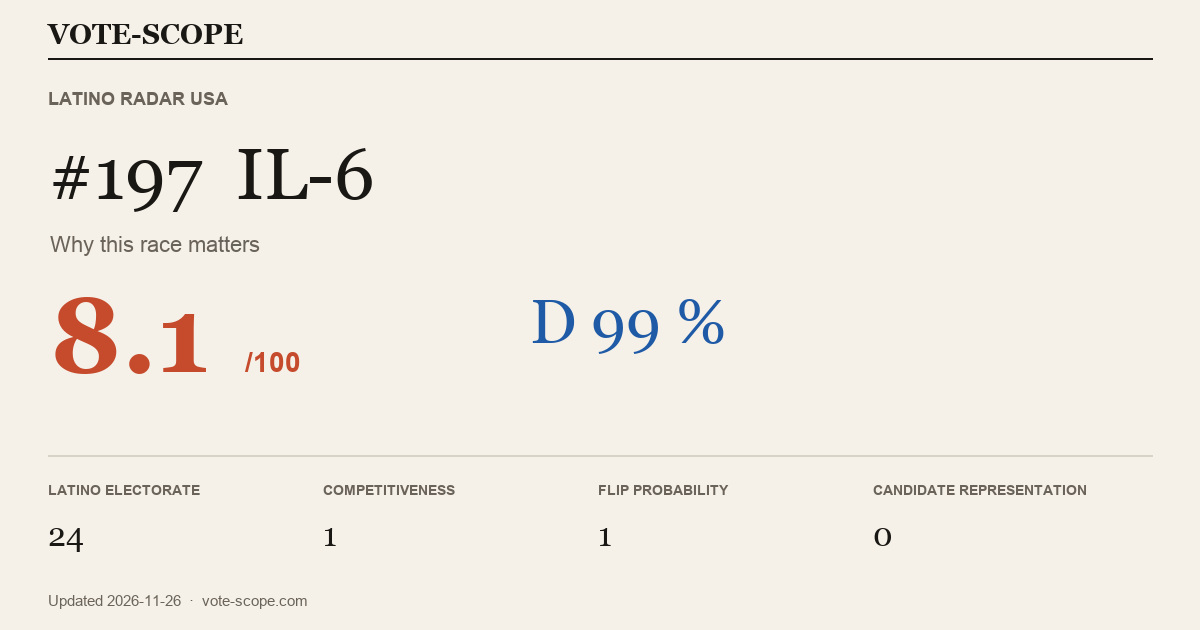 VOTE-SCOPE
LATINO RADAR USA
#197 IL-6
Why this race matters
8.1 /100
D 99 %
LATINO ELECTORATE
24
COMPETITIVENESS
1
FLIP PROBABILITY
1
CANDIDATE REPRESENTATION
0
Updated 2026-11-26 · vote-scope.com